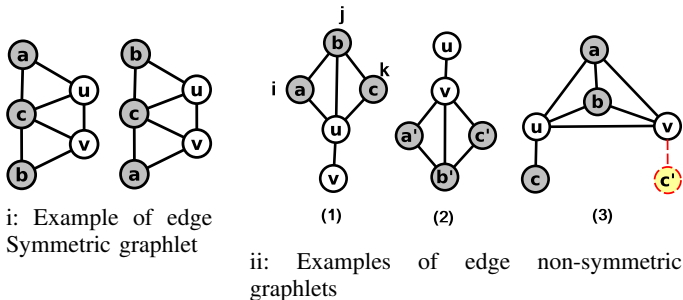 a
u
c
v
b
b
u
c
v
a
i: Example of edge
Symmetric graphlet
j
b
k
i
a
c
u
v
(1)
u
v
a'
c'
b'
(2)
a
b
u
v
c
c'
(3)
ii: Examples of edge non-symmetric
graphlets